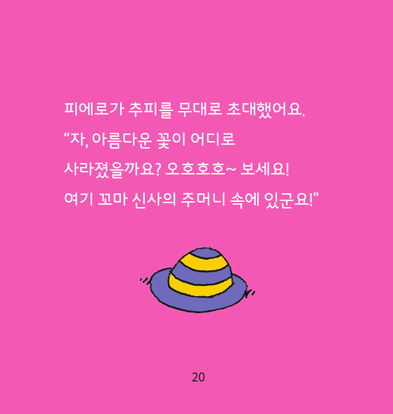 피에로가 추피를 무대로 초대했어요.
“자, 아름다운 꽃이 어디로
사라졌을까요? 오호호호~ 보세요!
여기 꼬마 신사의 주머니 속에 있군요!”
20